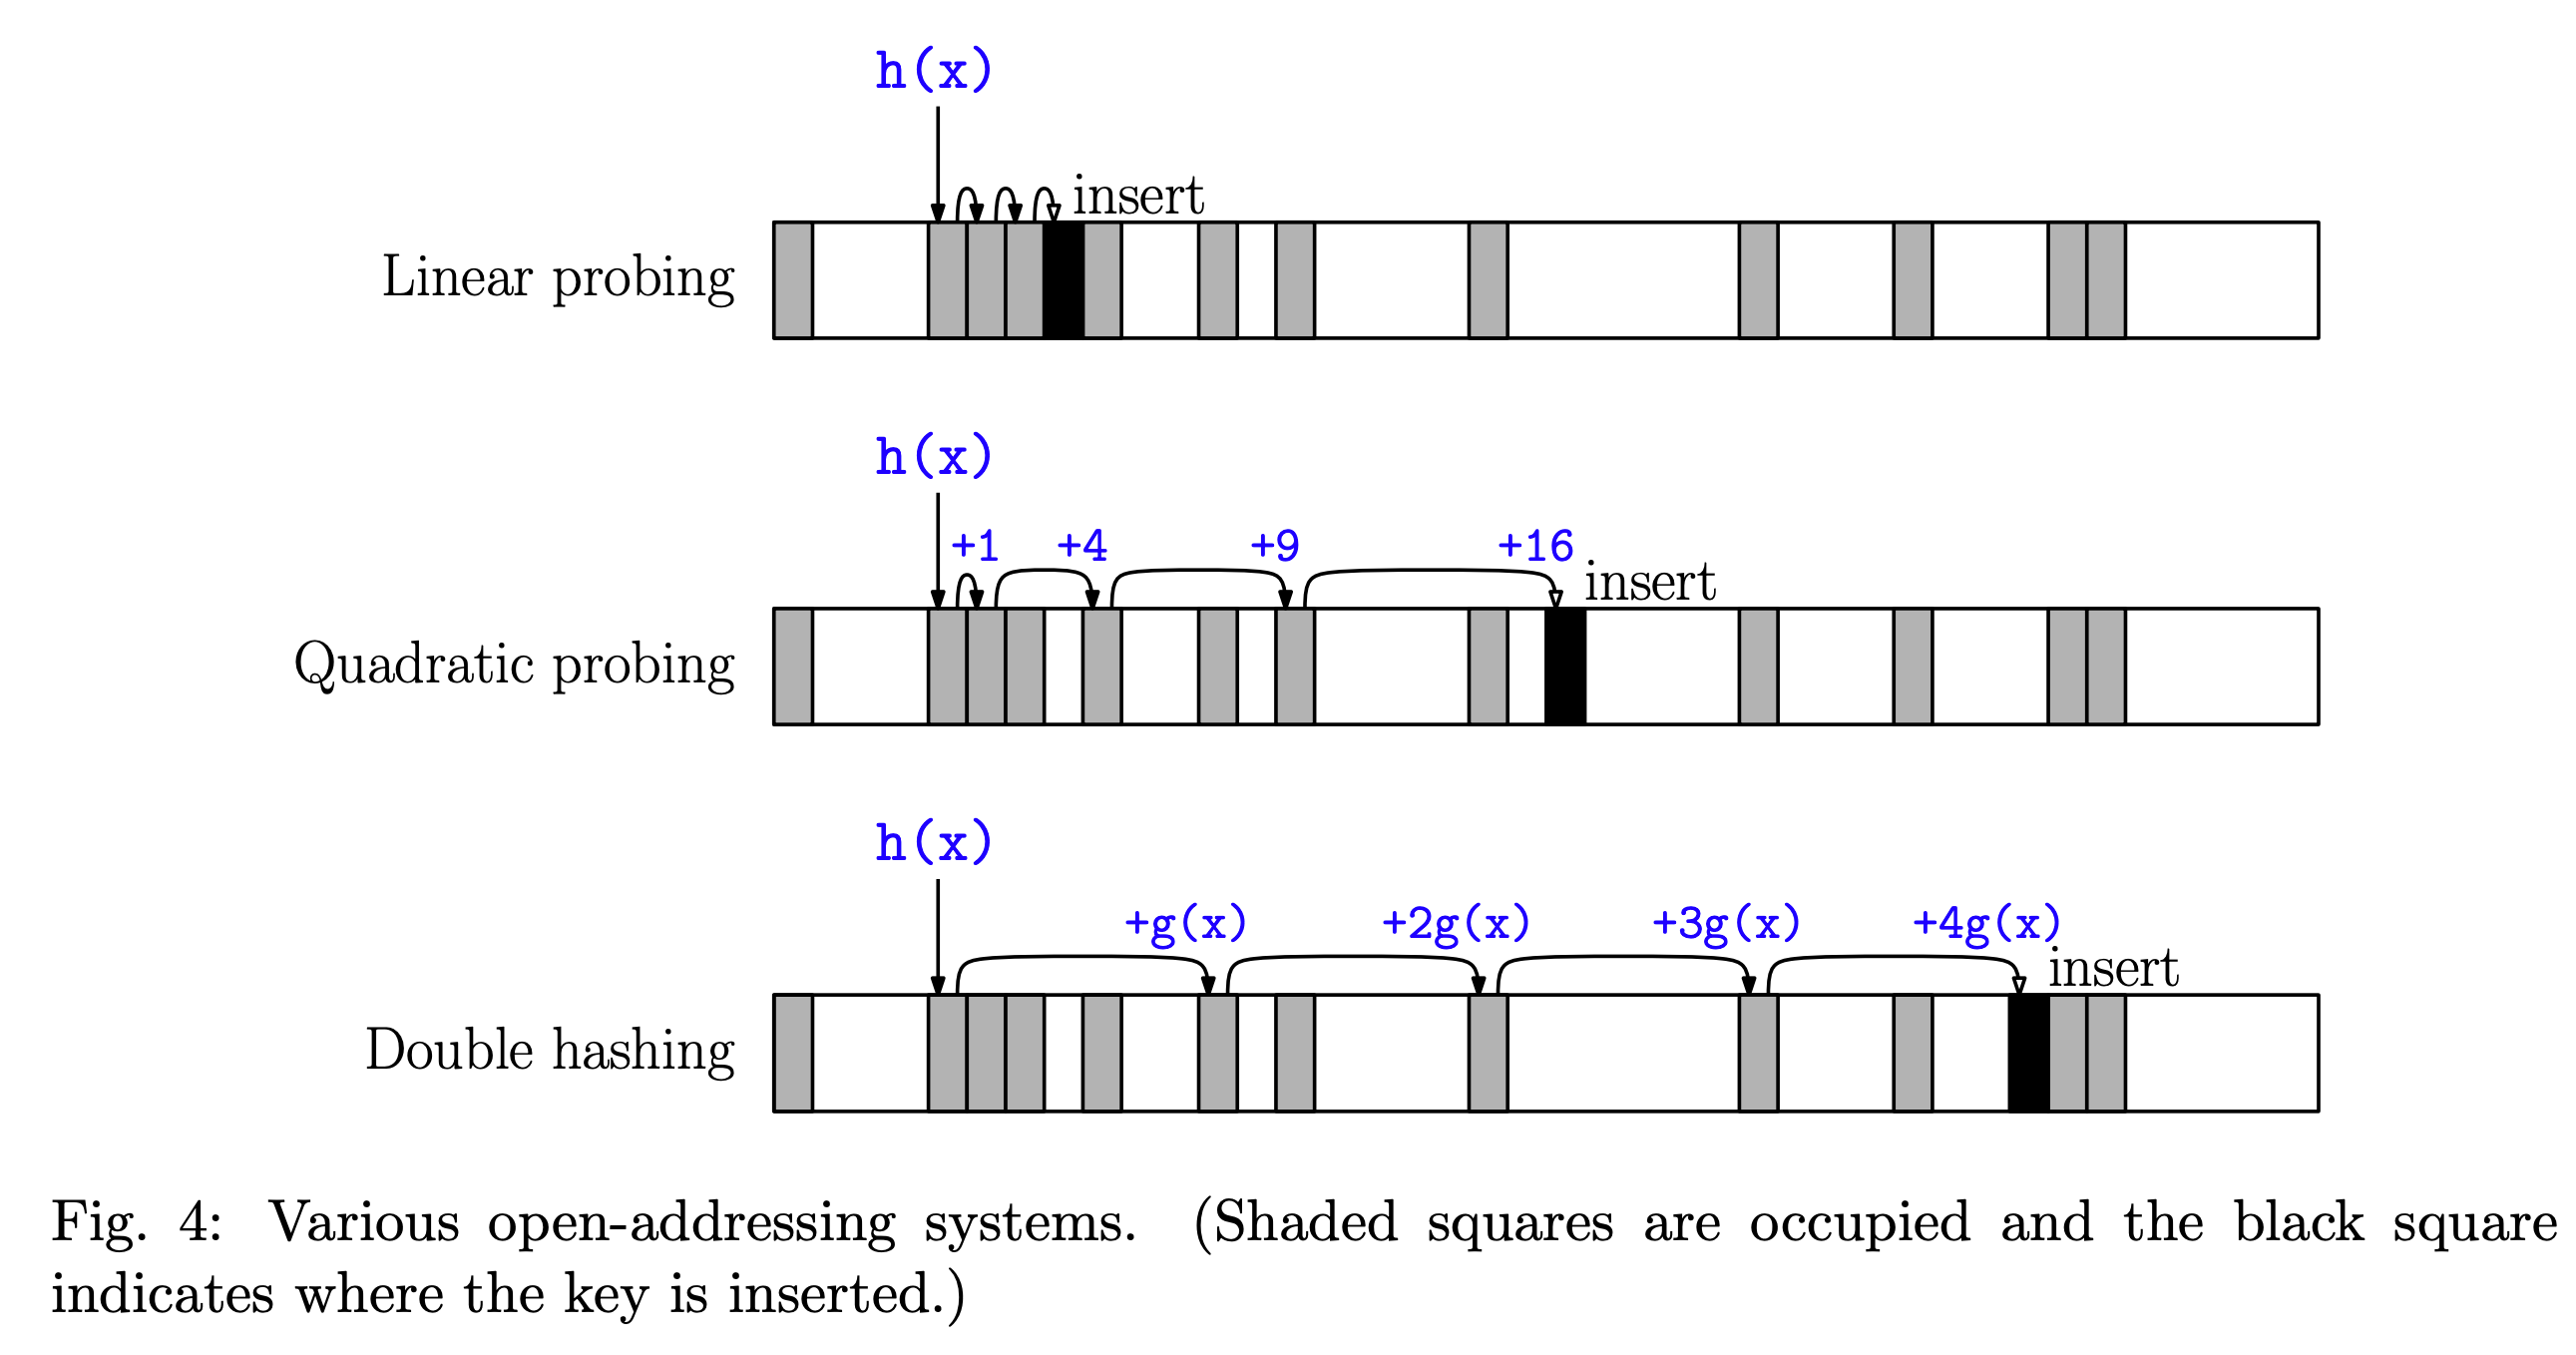 h(x)
insert
Linear probing
h(x)
+1 +4 +9 +16
insert
Quadratic probing
h(x)
+g(x) +2g(x) +3g(x) +4g(x)
insert
Double hashing
Fig. 4: Various open-addressing systems. (Shaded squares are occupied and the black square
indicates where the key is inserted.)